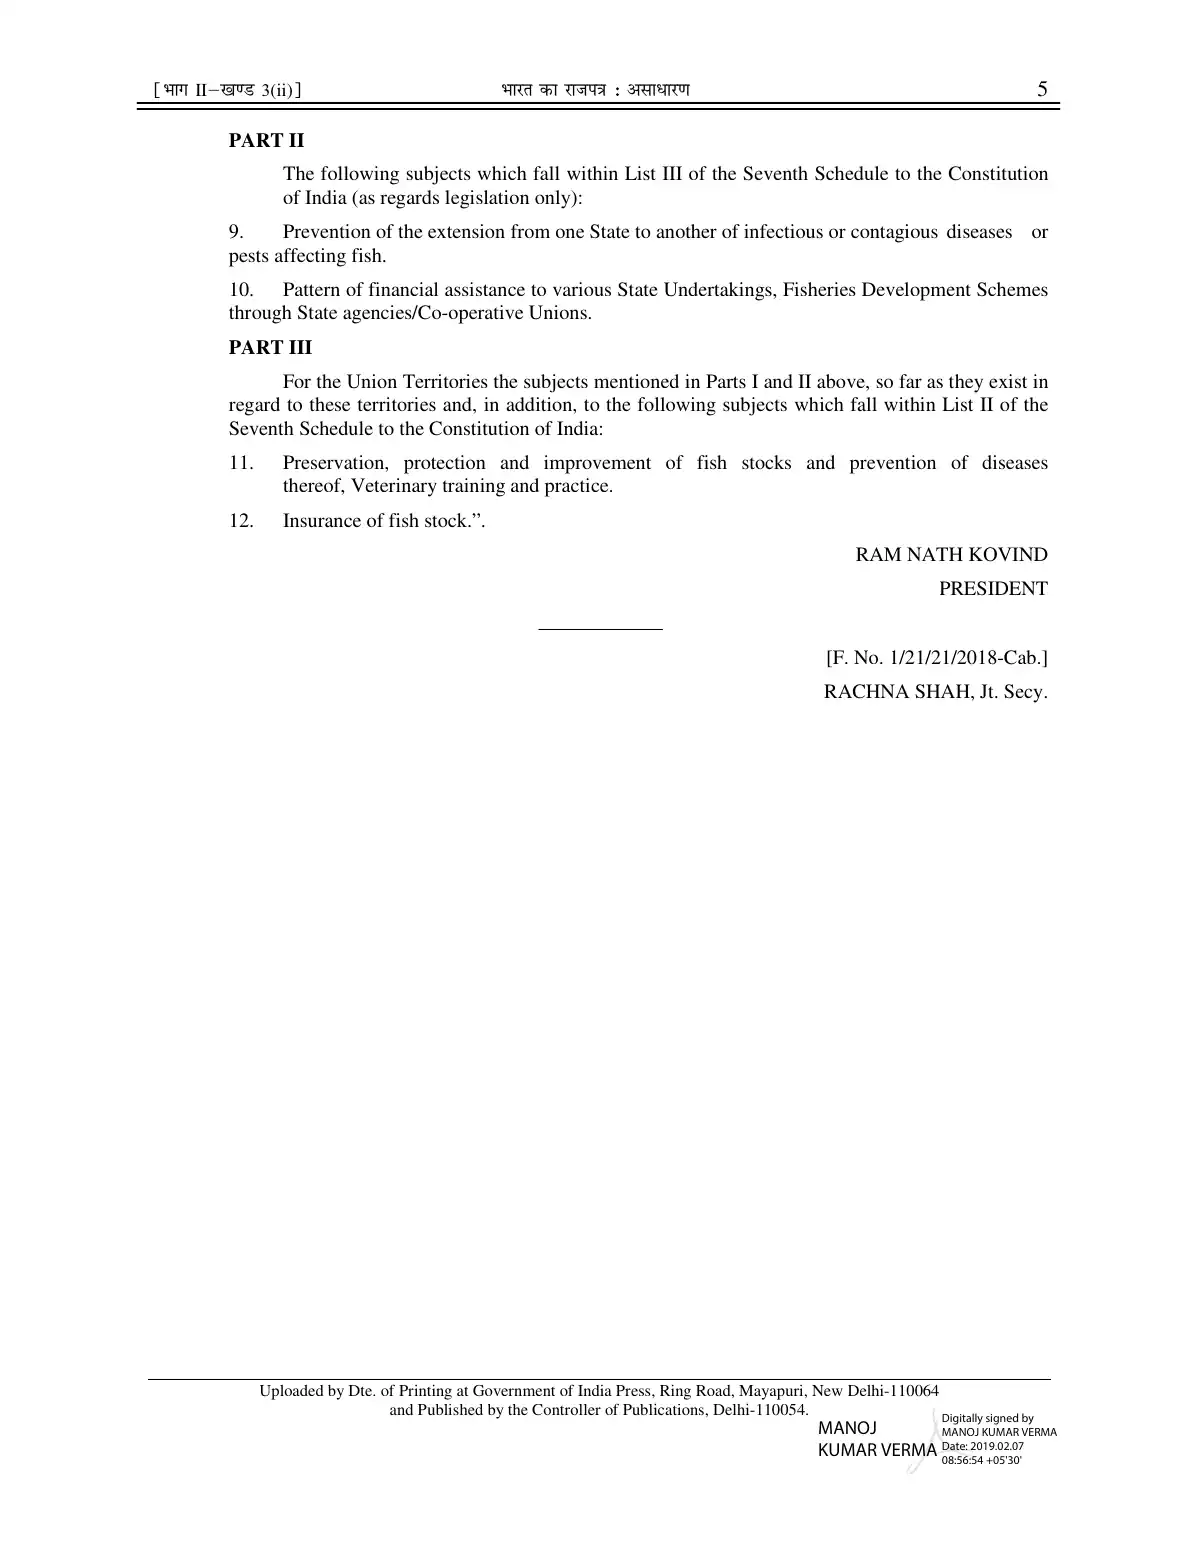 [ भाग II–खण्ड 3(ii) ] भारत का राजपत्र : असाधारण 5
PART II
The following subjects which fall within List III of the Seventh Schedule to the Constitution
of India (as regards legislation only):
9. Prevention of the extension from one State to another of infectious or contagious diseases or
pests affecting fish.
10. Pattern of financial assistance to various State Undertakings, Fisheries Development Schemes
through State agencies/Co-operative Unions.
PART III
For the Union Territories the subjects mentioned in Parts I and II above, so far as they exist in
regard to these territories and, in addition, to the following subjects which fall within List II of the
Seventh Schedule to the Constitution of India:
11. Preservation, protection and improvement of fish stocks and prevention of diseases
thereof, Veterinary training and practice.
12. Insurance of fish stock.”.
RAM NATH KOVIND
PRESIDENT
[F. No. 1/21/21/2018-Cab.]
RACHNA SHAH, Jt. Secy.
Uploaded by Dte. of Printing at Government of India Press, Ring Road, Mayapuri, New Delhi-110064
and Published by the Controller of Publications, Delhi-110054.
MANOJ
KUMAR VERMA
Digitally signed by
MANOJ KUMAR VERMA
Date: 2019.02.07
08:56:54 +05'30'